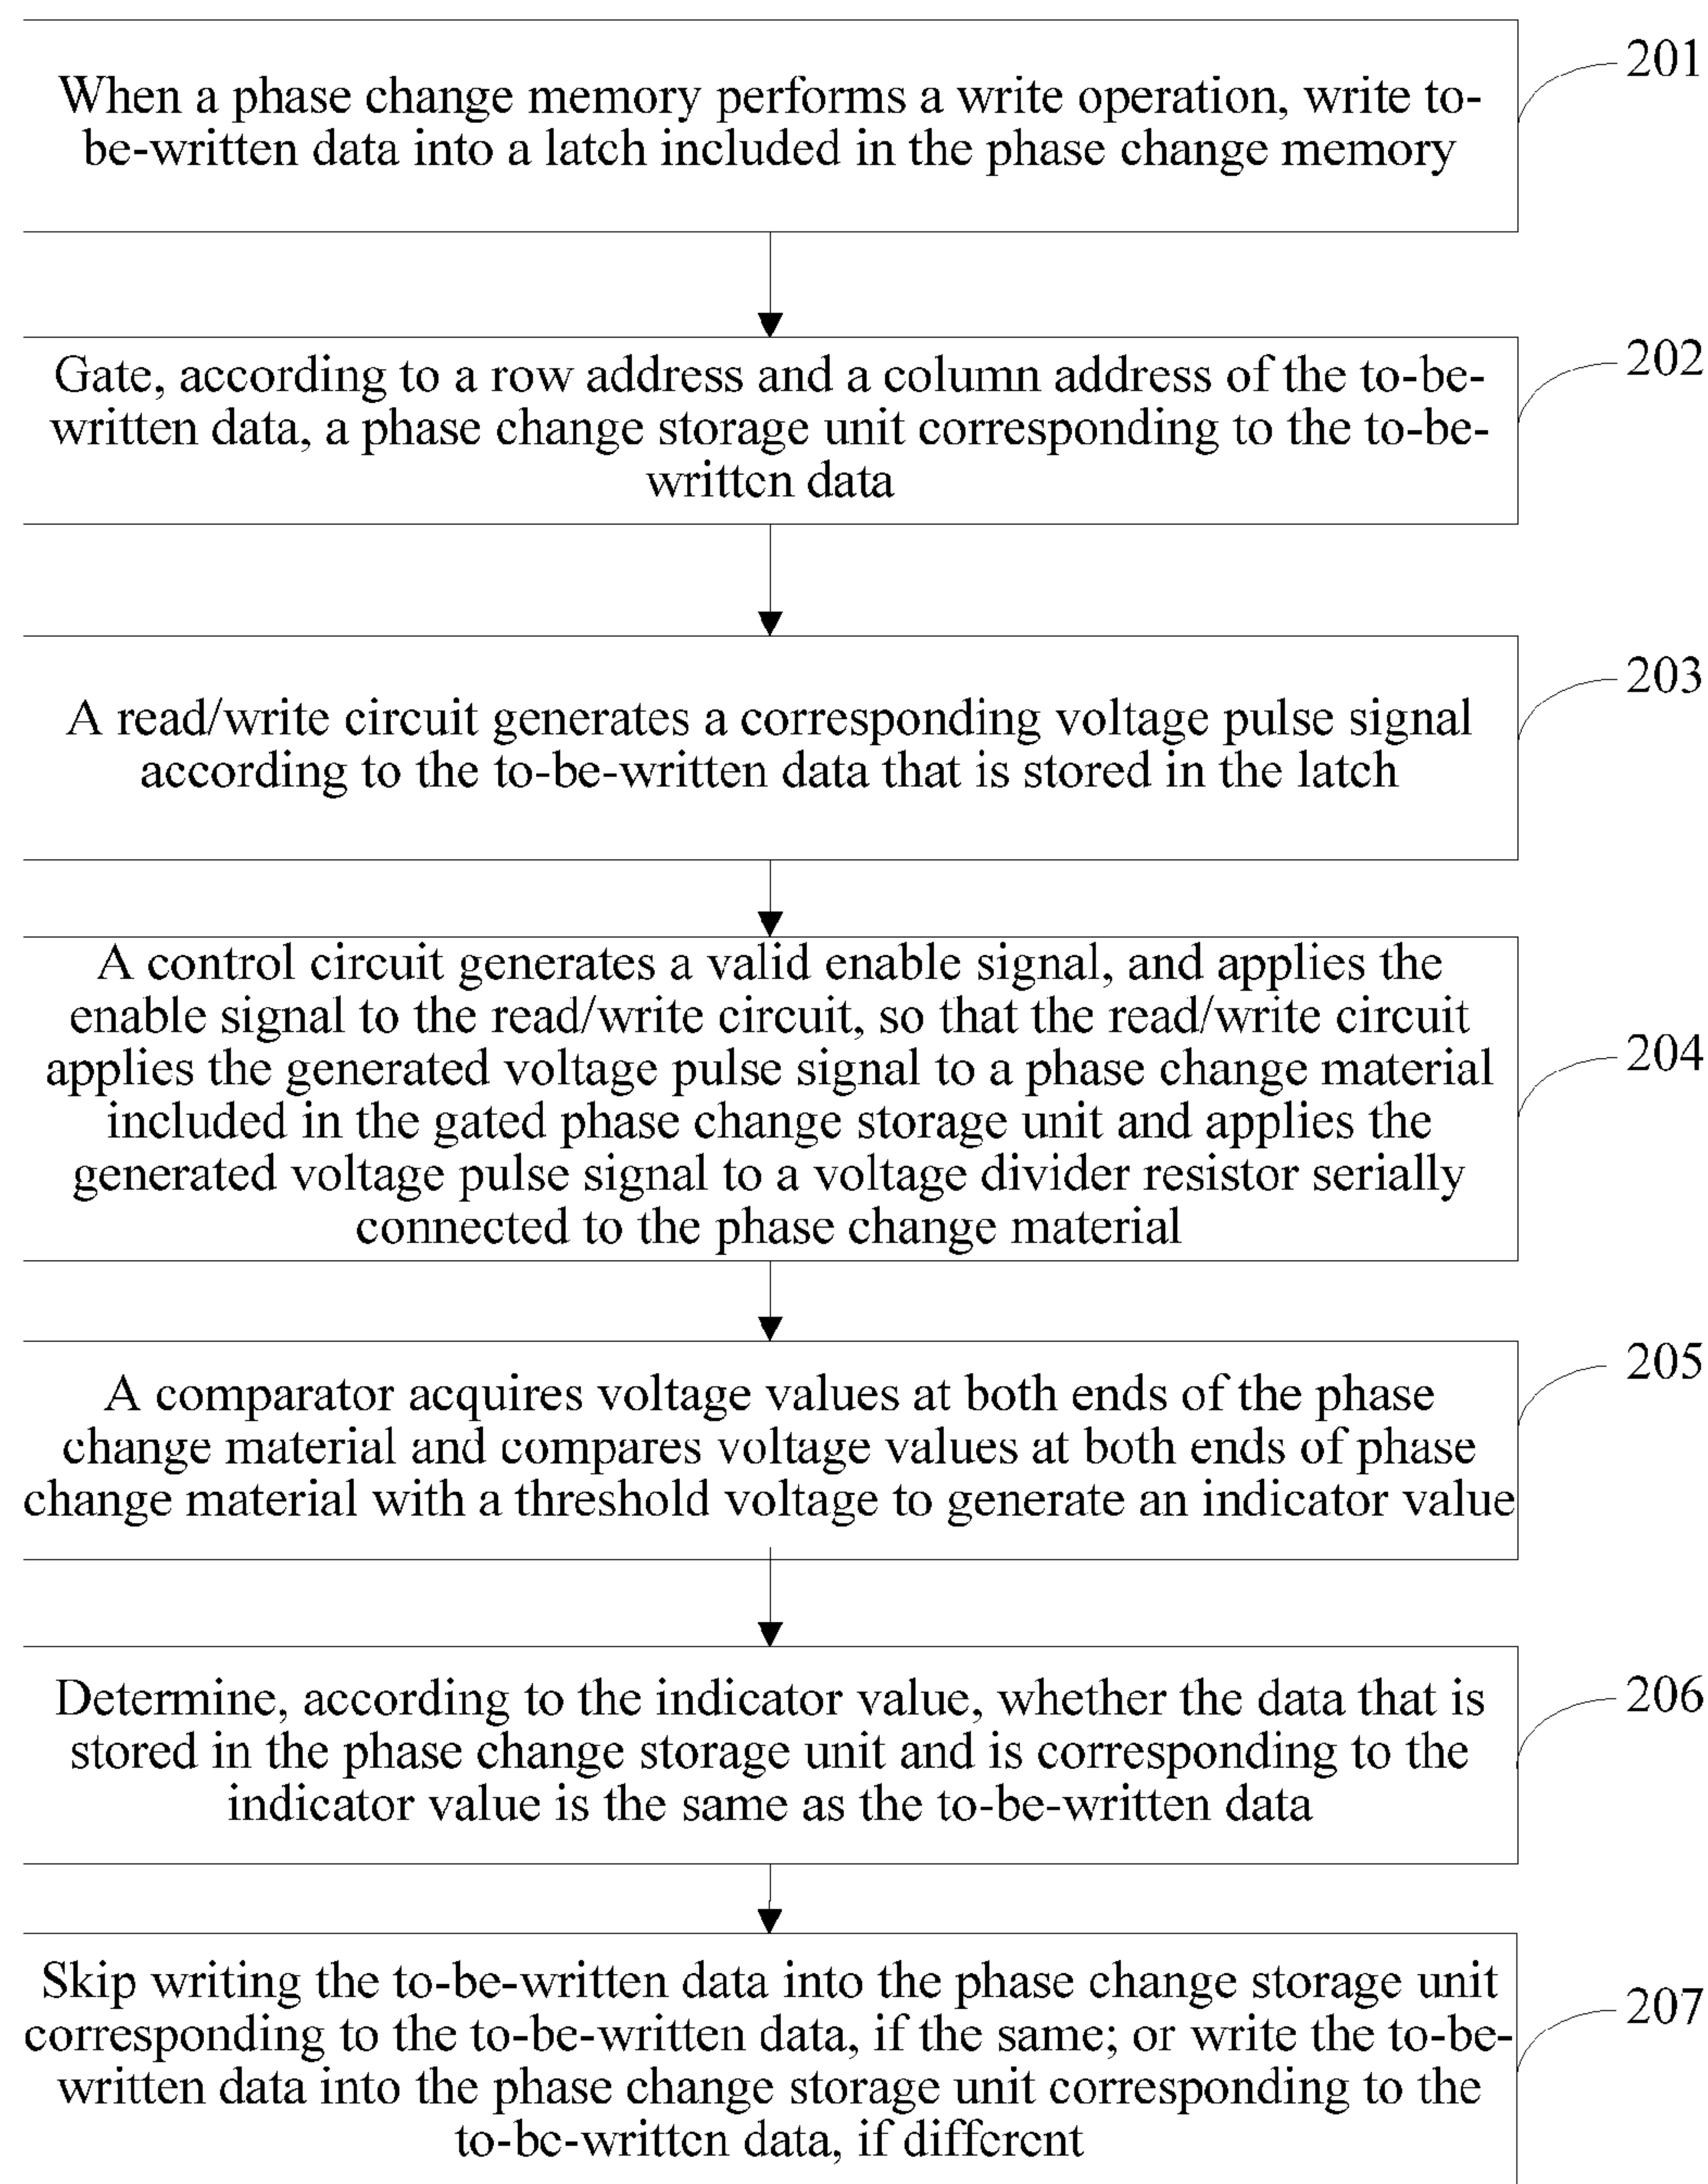 When a phase change memory performs a write operation, write to-
be-written data into a latch included in the phase change memory
201
Gate, according to a row address and a column address of the to-be-
written data, a phase change storage unit corresponding to the to-be-
written data
202
A read/write circuit generates a corresponding voltage pulse signal
according to the to-be-written data that is stored in the latch
203
A control circuit generates a valid enable signal, and applies the
enable signal to the read/write circuit, so that the read/write circuit
applies the generated voltage pulse signal to a phase change material
included in the gated phase change storage unit and applies the
generated voltage pulse signal to a voltage divider resistor serially
connected to the phase change material
204
A comparator acquires voltage values at both ends of the phase
change material and compares voltage values at both ends of phase
change material with a threshold voltage to generate an indicator value
205
Determine, according to the indicator value, whether the data that is
stored in the phase change storage unit and is corresponding to the
indicator value is the same as the to-be-written data
206
Skip writing the to-be-written data into the phase change storage unit
corresponding to the to-be-written data, if the same; or write the to-be-
written data into the phase change storage unit corresponding to the
to-be-written data, if different
207